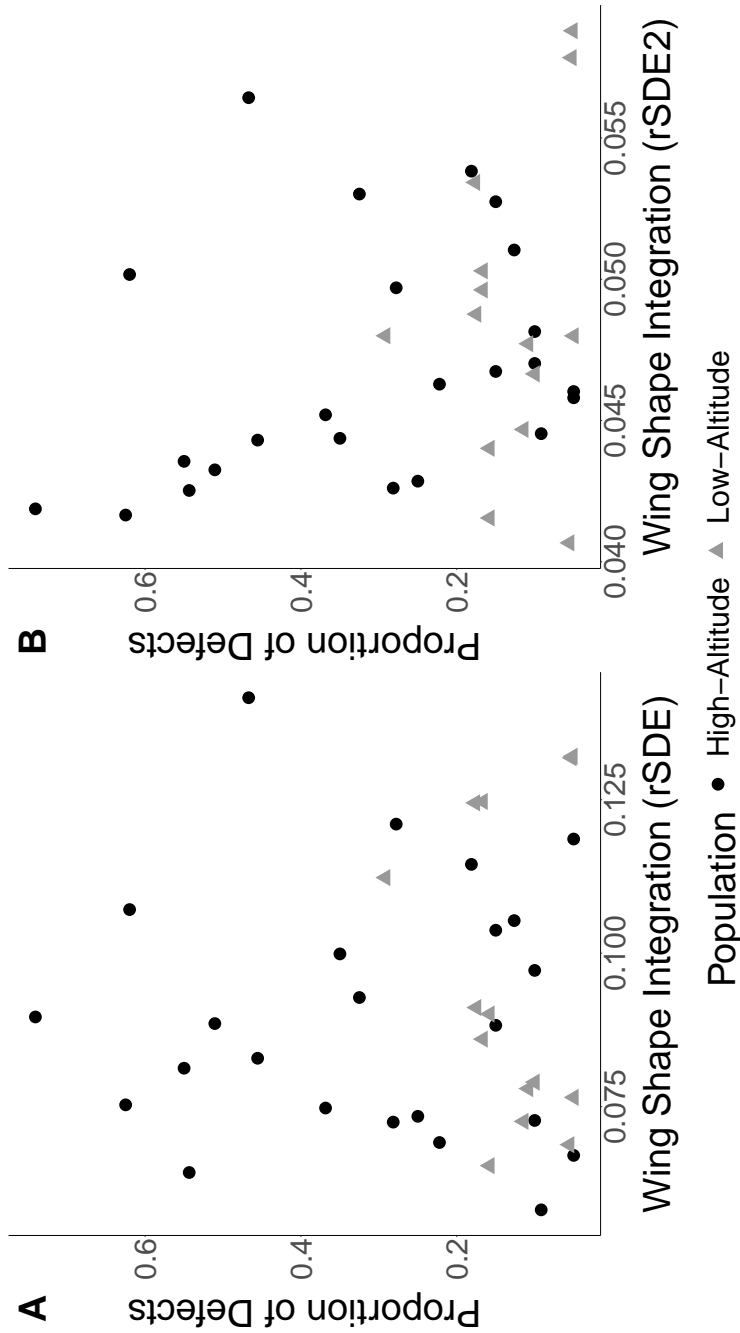 A
Proportion of Defects
0.6
0.4
0.2
0.075
0.100
0.125
Wing Shape Integration (rSDE)
B
Proportion of Defects
0.6
0.4
0.2
0.040
0.045
0.050
0.055
Wing Shape Integration (rSDE2)
Population High−Altitude Low−Altitude